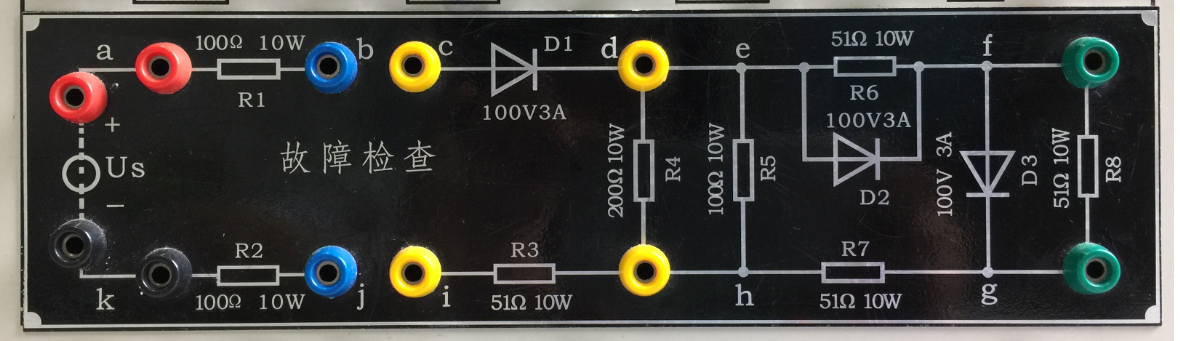 a 100Ω 10W b c D1 d e 51Ω 10W f
R1 R6
+ 100V3A 100V3A
Us 故障检查 200Ω 10W R4 100Ω 10W R5 100V 3A D3 51Ω 10W R8
− D2
R2 R3 R7
k 100Ω 10W j i 51Ω 10W h 51Ω 10W g